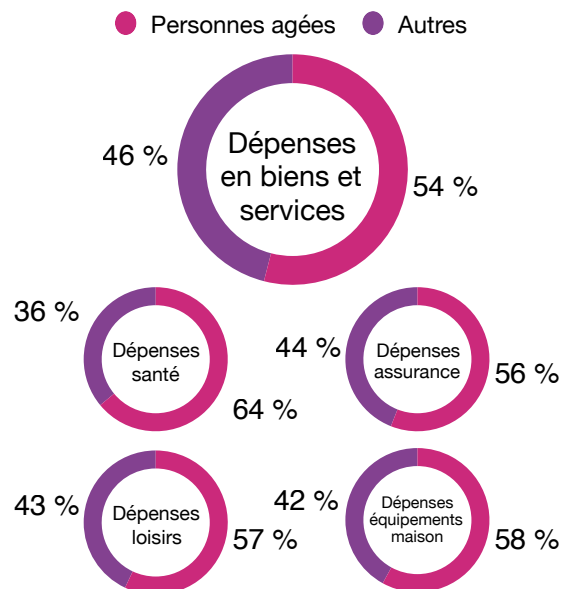 Personnes agées Autres
46 %
Dépenses
en biens et
services
54 %
36 %
Dépenses
santé
64 %
44 %
Dépenses
assurance
56 %
43 %
Dépenses
loisirs
57 %
42 %
Dépenses
équipements
maison
58 %